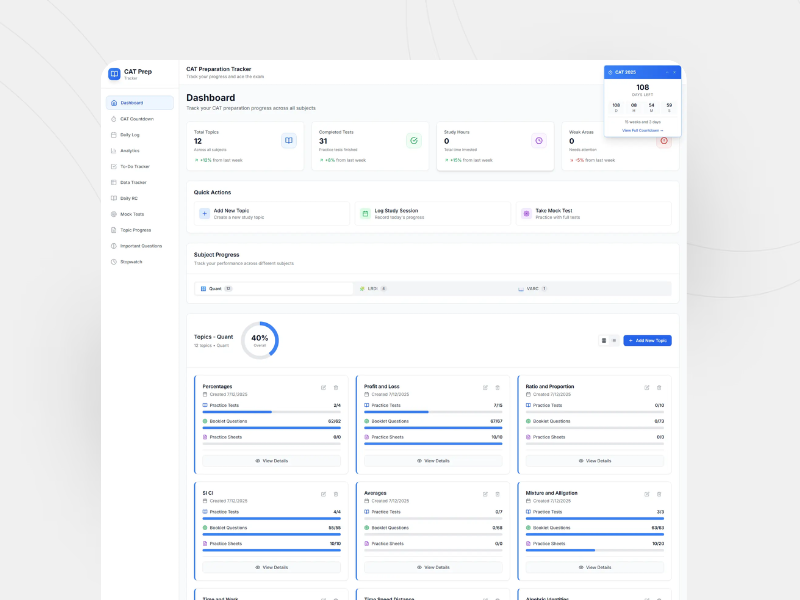 CAT Prep
Tracker
Dashboard
CAT Countdown
Daily Log
Analytics
To-Do Tracker
Data Tracker
Daily RC
Mock Tests
Topic Progress
Important Questions
Stopwatch
CAT Preparation Tracker
Track your progress and ace the exam
CAT 2025
108
DAYS LEFT
108 08 54 59
15 weeks and 3 days
View Full Countdown
Dashboard
Track your CAT preparation progress across all subjects
Total Topics
12
Across all subjects
+12% from last week
Completed Tests
31
Practice tests finished
+8% from last week
Study Hours
0
Total time invested
+15% from last week
Weak Areas
0
Needs attention
-5% from last week
Quick Actions
Add New Topic
Create a new study topic
Log Study Session
Record today's progress
Take Mock Test
Practice with full tests
Subject Progress
Track your performance across different subjects
Quant
LRDI
VARC
Topics - Quant
12 topics • Quant
40%
Overall
+ Add New Topic
Percentages
Created 7/12/2025
Practice Tests 2/4
Booklet Questions 62/62
Practice Sheets 0/0
View Details
Profit and Loss
Created 7/12/2025
Practice Tests 7/15
Booklet Questions 67/67
Practice Sheets 10/10
View Details
Ratio and Proportion
Created 7/12/2025
Practice Tests 0/10
Booklet Questions 0/73
Practice Sheets 0/3
View Details
SI CI
Created 7/12/2025
Practice Tests 4/4
Booklet Questions 55/55
Practice Sheets 10/10
View Details
Averages
Created 7/12/2025
Practice Tests 0/7
Booklet Questions 0/68
Practice Sheets 0/0
View Details
Mixture and Alligation
Created 7/12/2025
Practice Tests 3/3
Booklet Questions 63/63
Practice Sheets 10/20
View Details
Time and Work
Time Speed Distance
Algebraic Identities